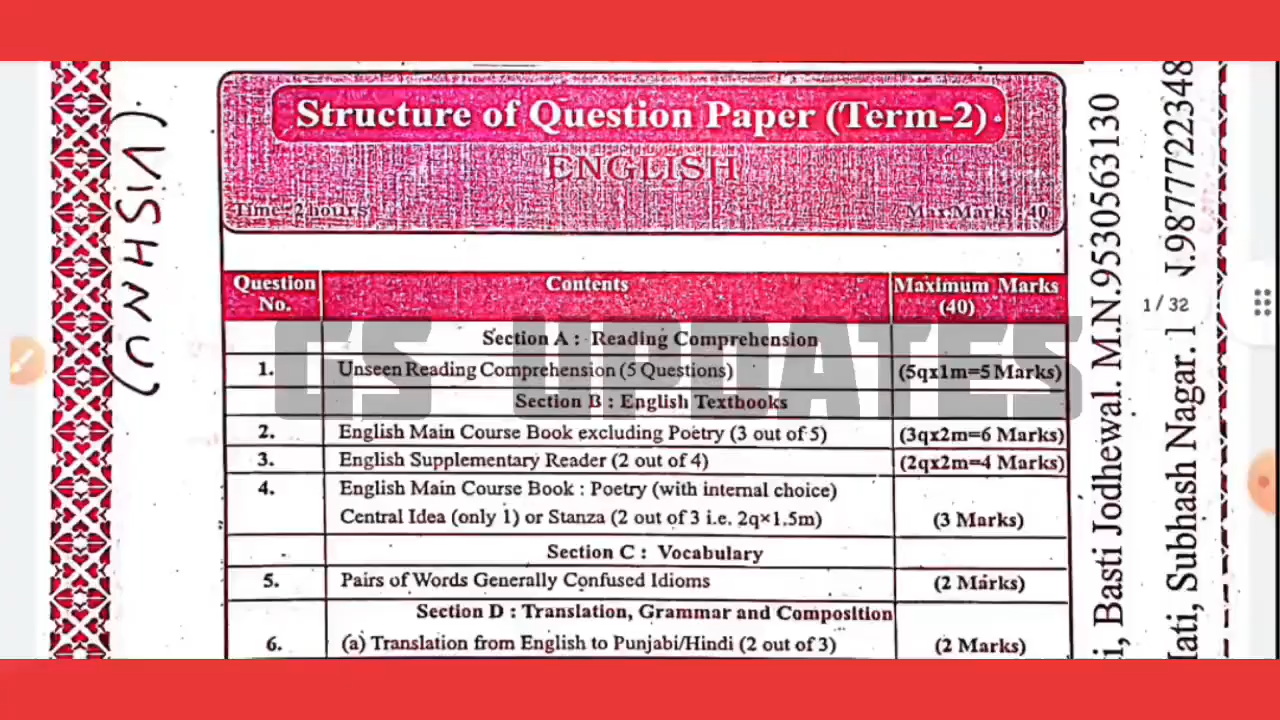 Structure of Question Paper (Term-2)
ENGLISH
Time=2 hours Max.Marks : 40
Question No. Contents Maximum Marks (40)
Section A : Reading Comprehension
1. Unseen Reading Comprehension (5 Questions) (5qx1m=5 Marks)
Section B : English Textbooks
2. English Main Course Book excluding Poetry (3 out of 5) (3qx2m=6 Marks)
3. English Supplementary Reader (2 out of 4) (2qx2m=4 Marks)
4. English Main Course Book : Poetry (with internal choice)
Central Idea (only 1) or Stanza (2 out of 3 i.e. 2q×1.5m) (3 Marks)
Section C : Vocabulary
5. Pairs of Words Generally Confused Idioms (2 Marks)
Section D : Translation, Grammar and Composition
6. (a) Translation from English to Punjabi/Hindi (2 out of 3) (2 Marks)
GS UPDATES
(VISHNU)
Basti Jodhewal. M.N.9530563130
Subhash Nagar.
.9877722348
1 / 32